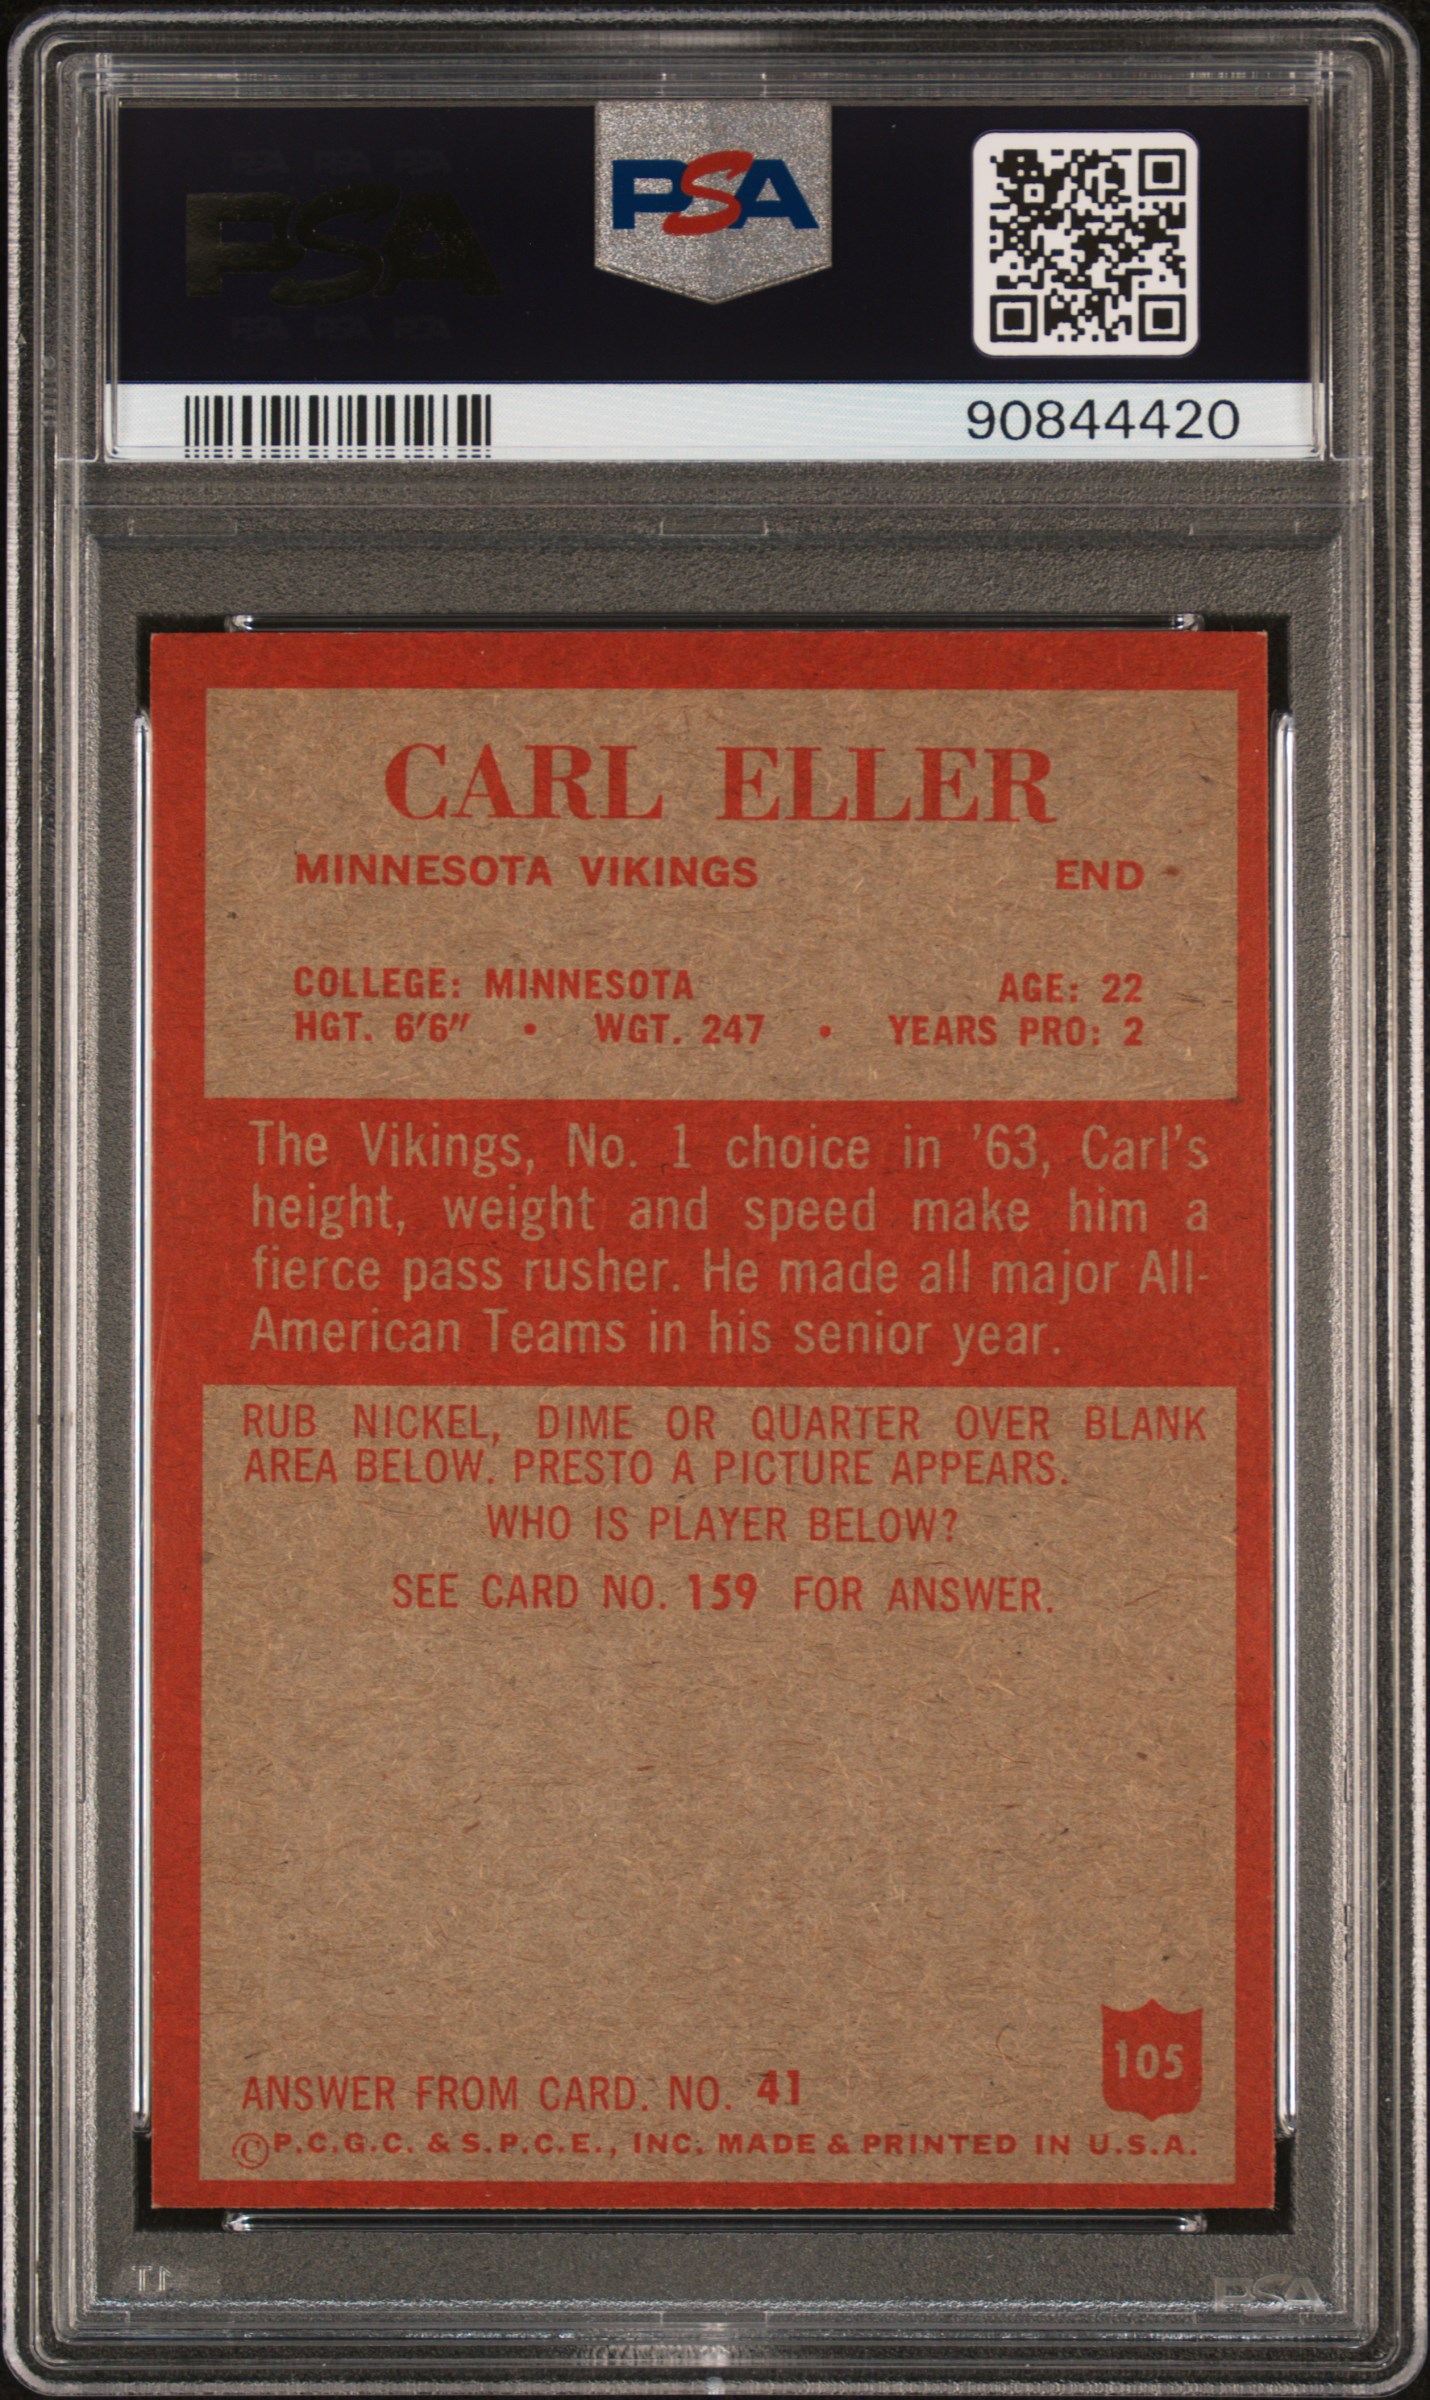 PSA
PSA
90844420
CARL ELLER
MINNESOTA VIKINGS END
COLLEGE: MINNESOTA AGE: 22
HGT. 6'6" • WGT. 247 • YEARS PRO: 2
The Vikings, No. 1 choice in '63, Carl's
height, weight and speed make him a
fierce pass rusher. He made all major All-
American Teams in his senior year.
RUB NICKEL, DIME OR QUARTER OVER BLANK
AREA BELOW. PRESTO A PICTURE APPEARS.
WHO IS PLAYER BELOW?
SEE CARD NO. 159 FOR ANSWER.
105
ANSWER FROM CARD. NO. 41
©P.C.G.C. & S.P.C.E., INC. MADE & PRINTED IN U.S.A.
PSA